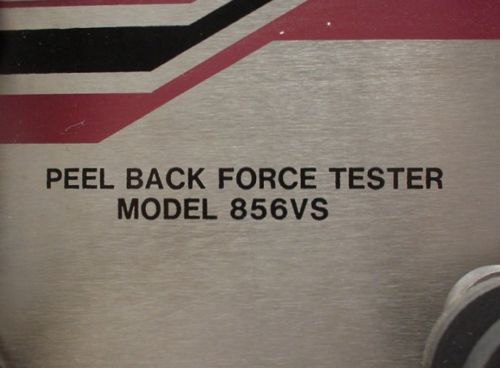 PEEL BACK FORCE TESTER
MODEL 856VS